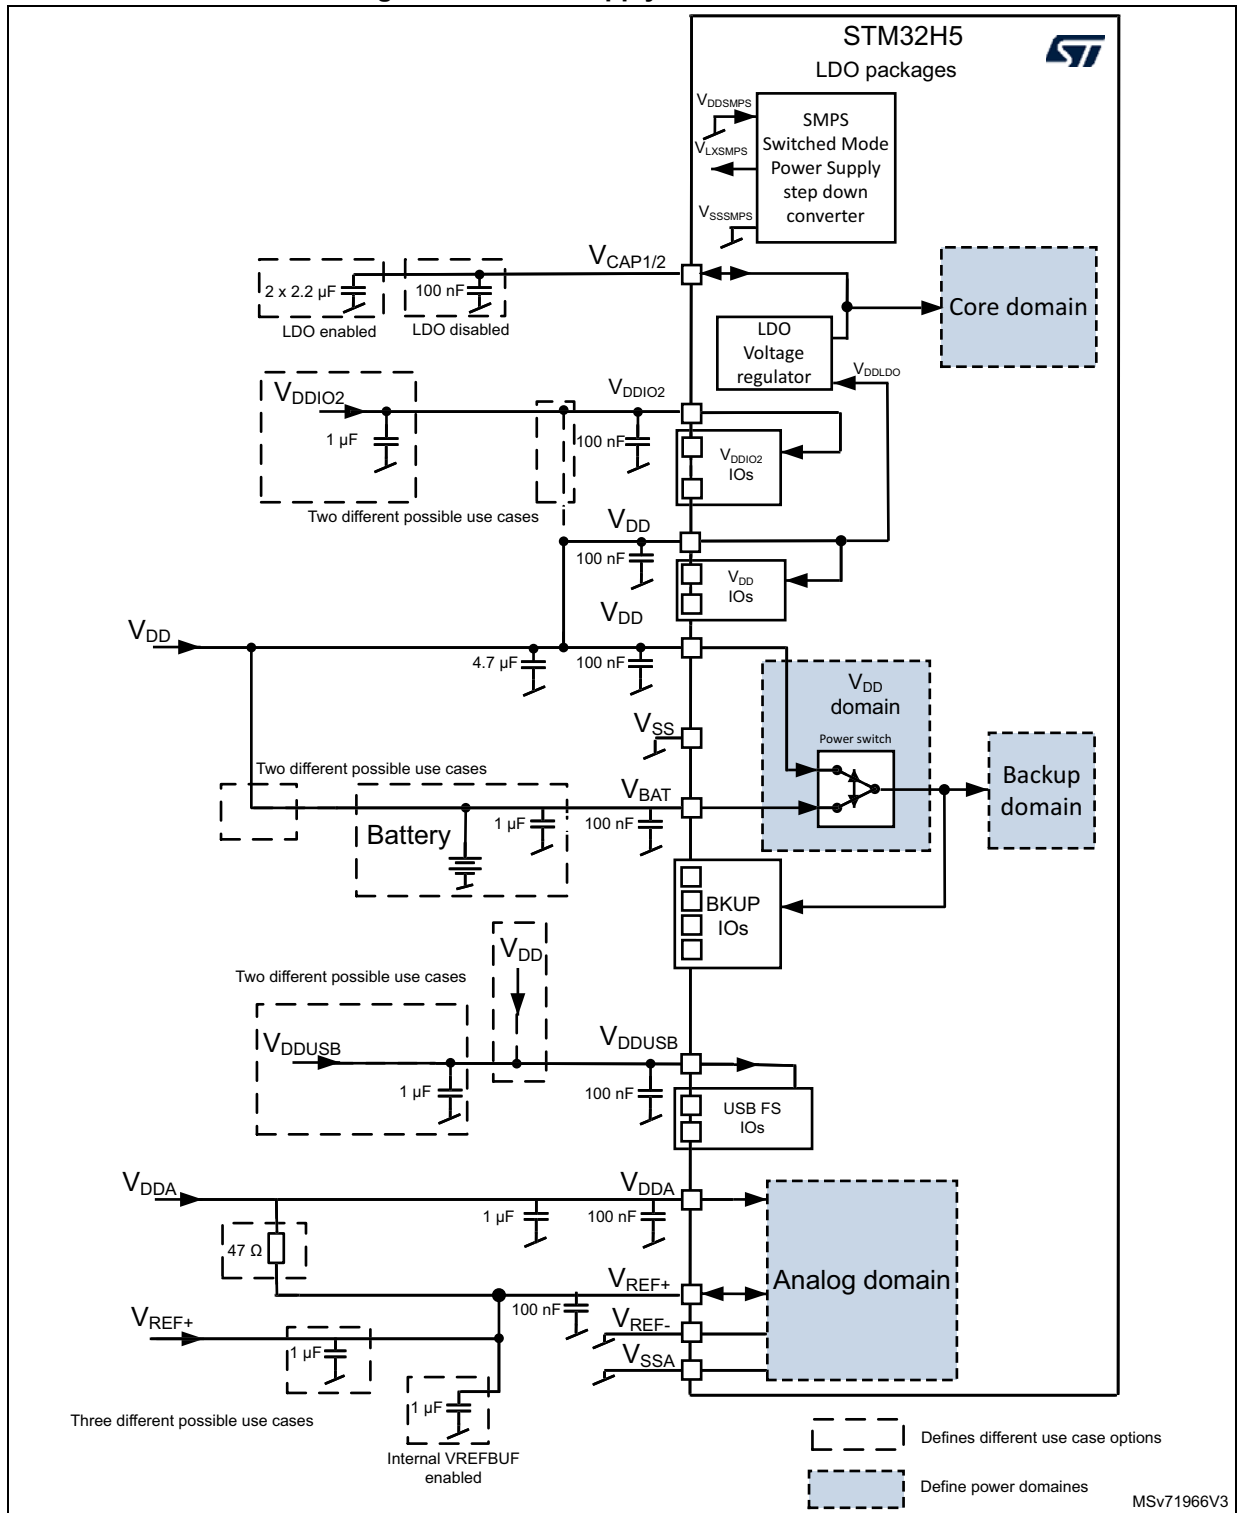 STM32H5
LDO packages
VDDSMPS
SMPS
Switched Mode
Power Supply
step down
converter
VLXSMPS
VSSSMPS
VCAP1/2
2 x 2.2 µF
100 nF
LDO enabled
LDO disabled
Core domain
LDO
Voltage
regulator
VDDLDO
VDDIO2
1 µF
VDDIO2
100 nF
VDDIO2
IOs
Two different possible use cases
VDD
100 nF
VDD
IOs
VDD
VDD
4.7 µF
100 nF
VDD
domain
Power switch
VSS
Two different possible use cases
VBAT
Battery
1 µF
100 nF
Backup
domain
BKUP
IOs
VDD
Two different possible use cases
VDDUSB
VDDUSB
1 µF
100 nF
USB FS
IOs
VDDA
VDDA
1 µF
100 nF
47 Ω
Analog domain
VREF+
100 nF
VREF+
VREF-
1 µF
VSSA
1 µF
Three different possible use cases
Internal VREFBUF
enabled
Defines different use case options
Define power domaines
MSv71966V3